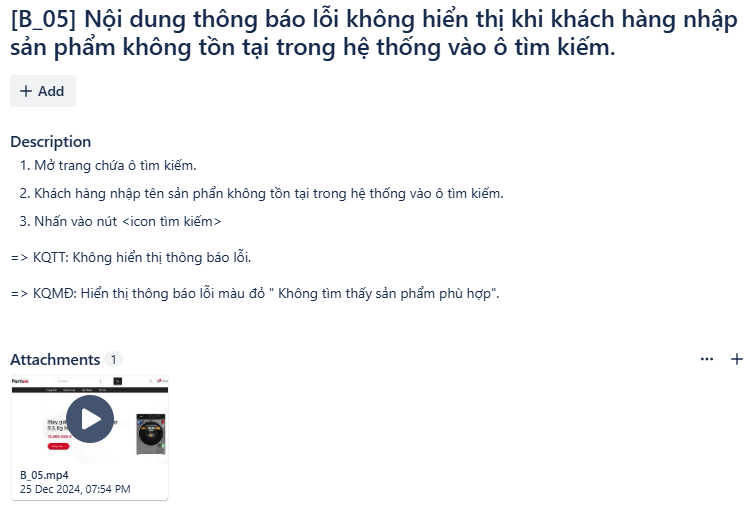 [B_05] Nội dung thông báo lỗi không hiển thị khi khách hàng nhập
sản phẩm không tồn tại trong hệ thống vào ô tìm kiếm.
+ Add
Description
1. Mở trang chứa ô tìm kiếm.
2. Khách hàng nhập tên sản phẩn không tồn tại trong hệ thống vào ô tìm kiếm.
3. Nhấn vào nút <icon tìm kiếm>
=> KQTT: Không hiển thị thông báo lỗi.
=> KQMĐ: Hiển thị thông báo lỗi màu đỏ " Không tìm thấy sản phẩm phù hợp".
Attachments 1
B_05.mp4
25 Dec 2024, 07:54 PM